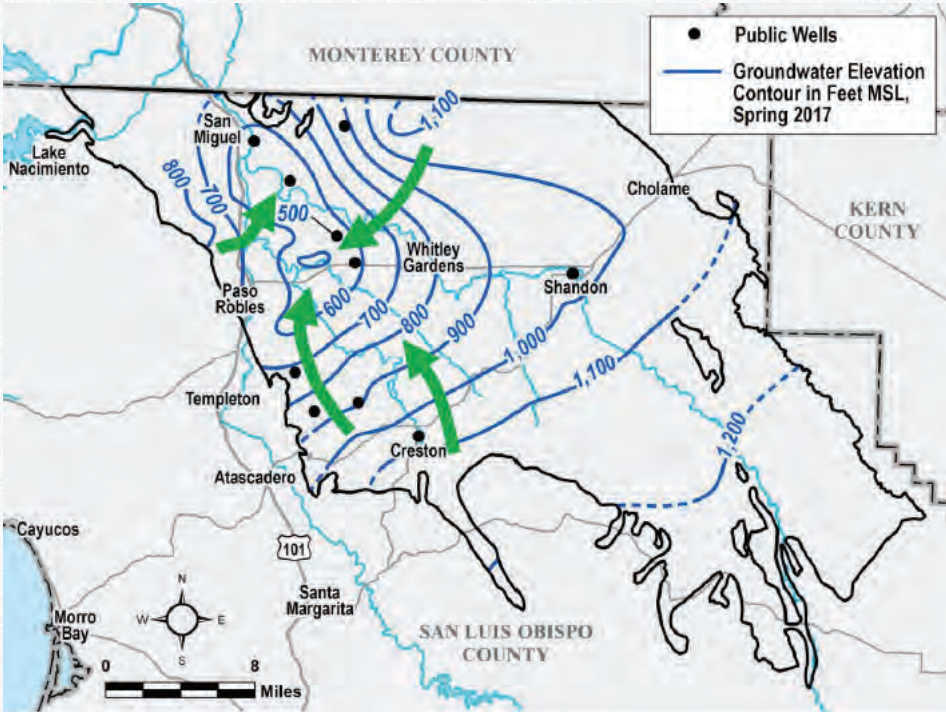 MONTEREY COUNTY
Public Wells
Groundwater Elevation
Contour in Feet MSL,
Spring 2017
1,100
San
Miguel
Lake
Nacimiento
800
700
500
Cholame
KERN
COUNTY
Whitley
Gardens
Shandon
Paso
Robles
600
700
800
900
1,000
1,100
Templeton
1,200
Creston
Atascadero
Cayucos
101
Santa
Margarita
Morro
Bay
N
W
E
S
SAN LUIS OBISPO
COUNTY
0
8
Miles